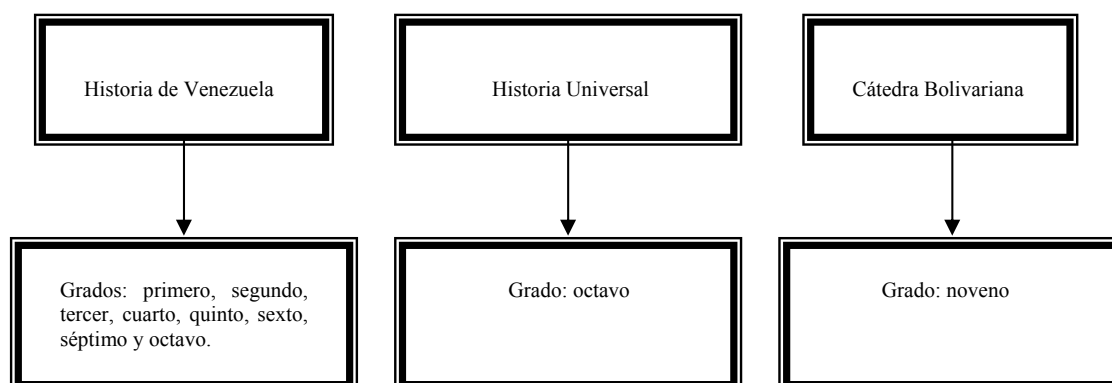 Historia de Venezuela
Historia Universal
Cátedra Bolivariana
Grados: primero, segundo,
tercer, cuarto, quinto, sexto,
séptimo y octavo.
Grado: octavo
Grado: noveno